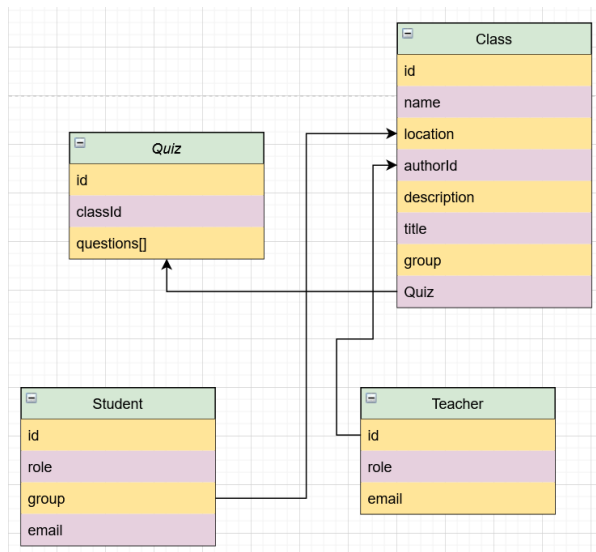 Class
id
name
location
authorId
description
title
group
Quiz
Quiz
id
classId
questions[]
Student
id
role
group
email
Teacher
id
role
email